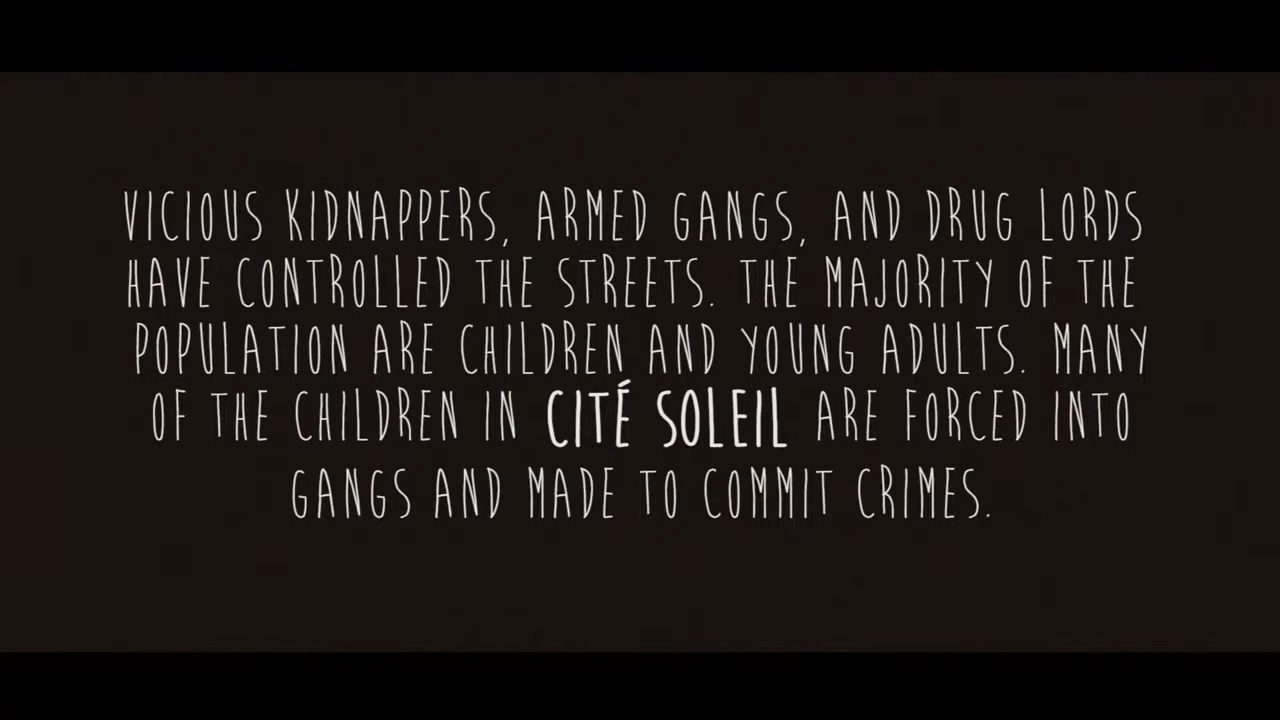 VICIOUS KIDNAPPERS, ARMED GANGS, AND DRUG LORDS
HAVE CONTROLLED THE STREETS. THE MAJORITY OF THE
POPULATION ARE CHILDREN AND YOUNG ADULTS. MANY
OF THE CHILDREN IN CITÉ SOLEIL ARE FORCED INTO
GANGS AND MADE TO COMMIT CRIMES.